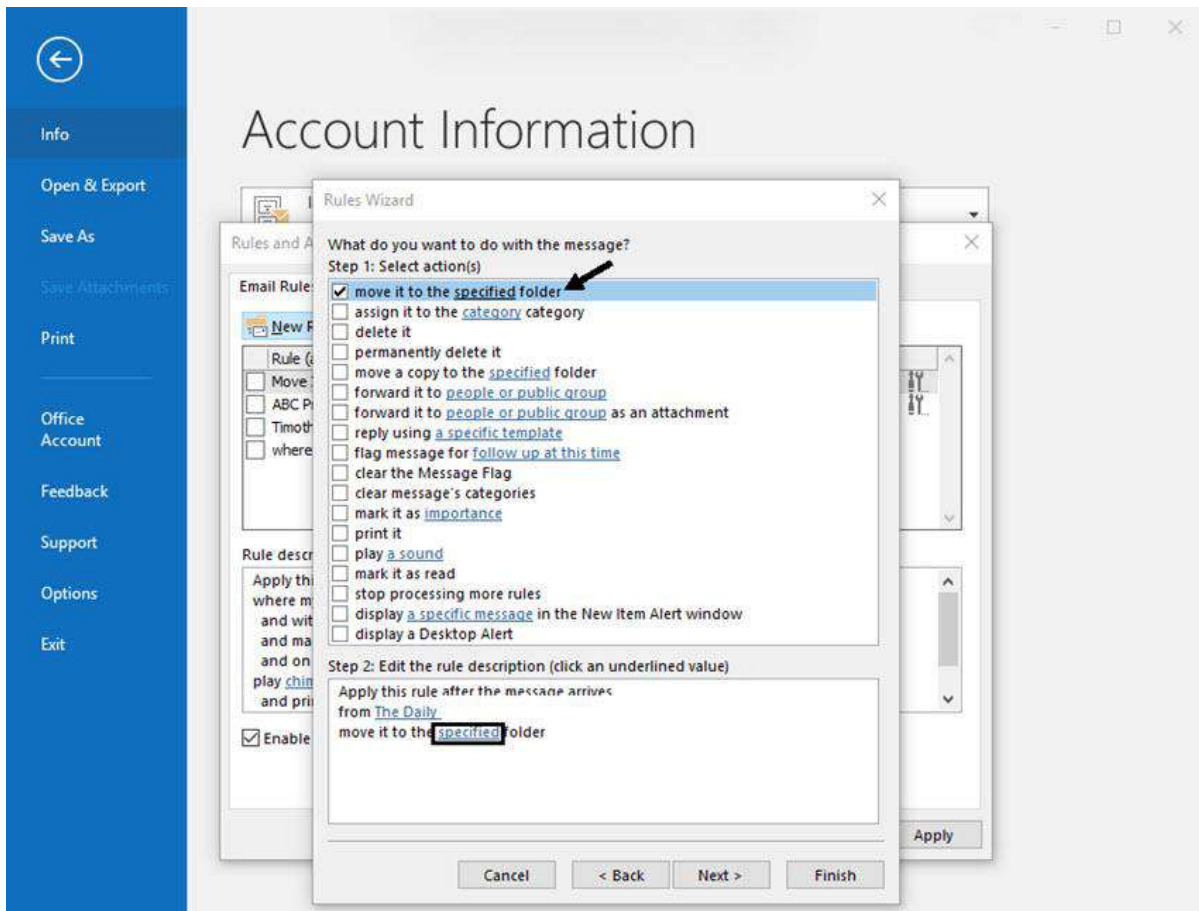 Account Information
Info
Open & Export
Save As
Save Attachments
Print
Office
Account
Feedback
Support
Options
Exit
Rules and A
Email Rule
New R
Rule (a
Move
ABC P
Timoth
where
Rule descr
Apply thi
where m
and wit
and ma
and on
play chim
and pri
Enable
Apply
Rules Wizard
What do you want to do with the message?
Step 1: Select action(s)
move it to the specified folder
assign it to the category category
delete it
permanently delete it
move a copy to the specified folder
forward it to people or public group
forward it to people or public group as an attachment
reply using a specific template
flag message for follow up at this time
clear the Message Flag
clear message's categories
mark it as importance
print it
play a sound
mark it as read
stop processing more rules
display a specific message in the New Item Alert window
display a Desktop Alert
Step 2: Edit the rule description (click an underlined value)
Apply this rule after the message arrives
from The Daily
move it to the specified folder
Cancel
< Back
Next >
Finish